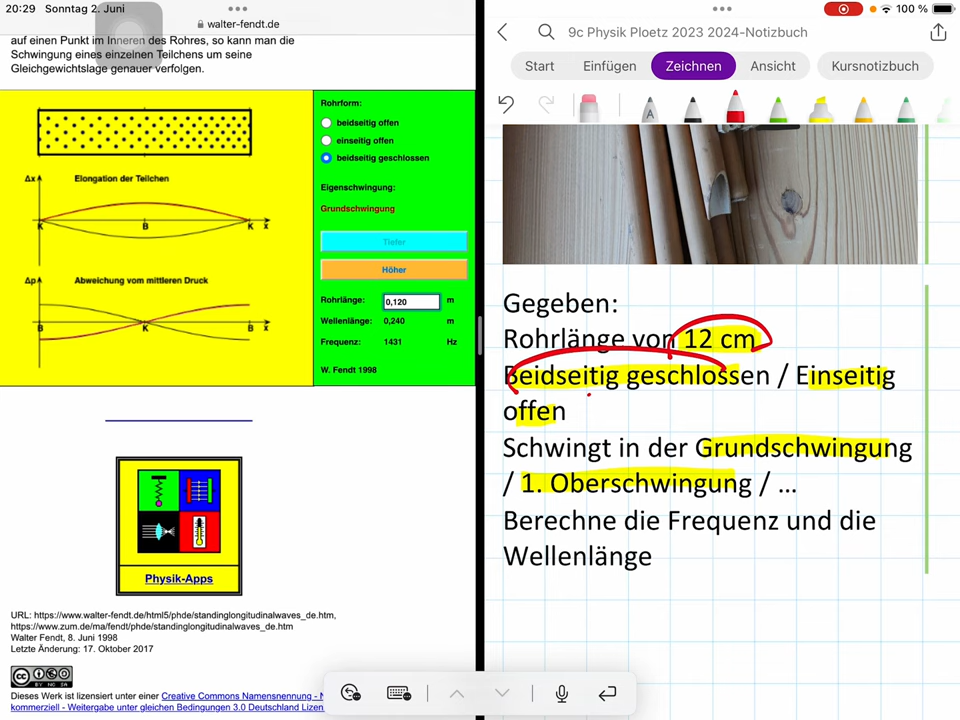 20:29 Sonntag 2. Juni
100 %
walter-fendt.de
auf einen Punkt im Inneren des Rohres, so kann man die
Schwingung eines einzelnen Teilchens um seine
Gleichgewichtslage genauer verfolgen.
Δx
Elongation der Teilchen
K
B
K
x
Δp
Abweichung vom mittleren Druck
B
K
B
x
Rohrform:
beidseitig offen
einseitig offen
beidseitig geschlossen
Eigenschwingung:
Grundschwingung
Tiefer
Höher
Rohrlänge: 0,120 m
Wellenlänge: 0,240 m
Frequenz: 1431 Hz
W. Fendt 1998
Physik-Apps
URL: https://www.walter-fendt.de/html5/phde/standinglongitudinalwaves_de.htm,
https://www.zum.de/ma/fendt/phde/standinglongitudinalwaves_de.htm
Walter Fendt, 8. Juni 1998
Letzte Änderung: 17. Oktober 2017
CC
BY NC SA
Dieses Werk ist lizensiert unter einer Creative Commons Namensnennung - N
kommerziell - Weitergabe unter gleichen Bedingungen 3.0 Deutschland Lizen
9c Physik Ploetz 2023 2024-Notizbuch
Start Einfügen Zeichnen Ansicht Kursnotizbuch
A
Gegeben:
Rohrlänge von 12 cm
Beidseitig geschlossen / Einseitig
offen
Schwingt in der Grundschwingung
/ 1. Oberschwingung / ...
Berechne die Frequenz und die
Wellenlänge